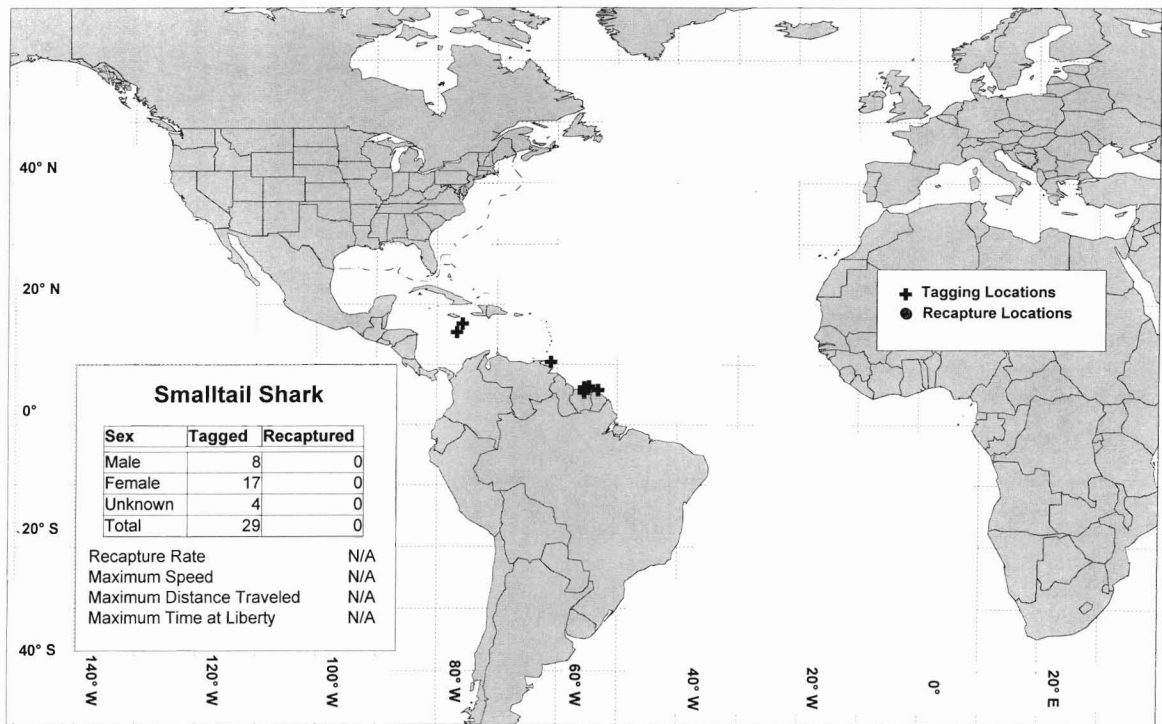 40° N
20° N
0°
20° S
40° S
Tagging Locations
Recapture Locations
Smalltail Shark
Sex Tagged Recaptured
Male 8 0
Female 17 0
Unknown 4 0
Total 29 0
Recapture Rate N/A
Maximum Speed N/A
Maximum Distance Traveled N/A
Maximum Time at Liberty N/A
140° W
120° W
100° W
80° W
60° W
40° W
20° W
0°
20° E